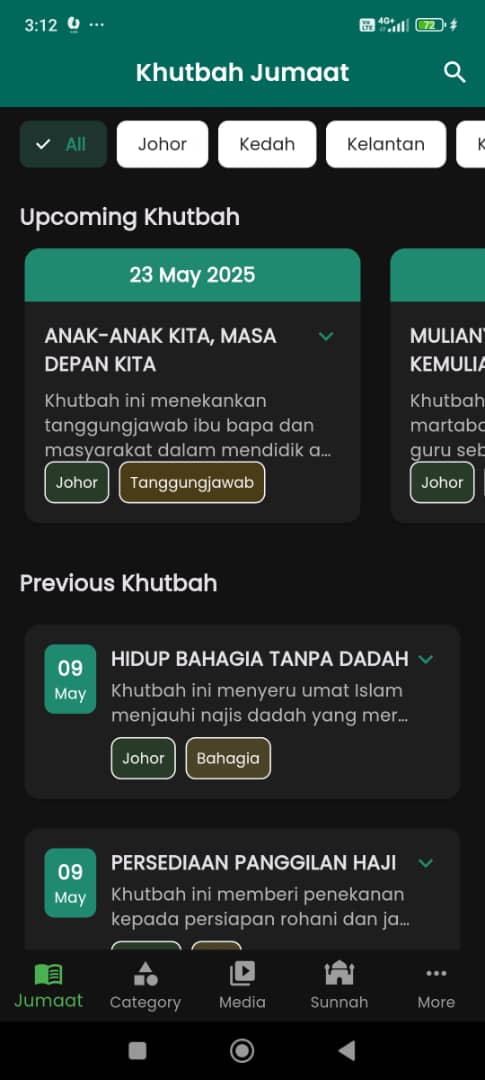 3:12
4G+
72
Khutbah Jumaat
All
Johor
Kedah
Kelantan
K
Upcoming Khutbah
23 May 2025
ANAK-ANAK KITA, MASA
DEPAN KITA
Khutbah ini menekankan
tanggungjawab ibu bapa dan
masyarakat dalam mendidik a...
Johor
Tanggungjawab
MULIAN
KEMULIA
Khutbah
martaba
guru seb
Johor
Previous Khutbah
09
May
HIDUP BAHAGIA TANPA DADAH
Khutbah ini menyeru umat Islam
menjauhi najis dadah yang mer...
Johor
Bahagia
09
May
PERSEDIAAN PANGGILAN HAJI
Khutbah ini memberi penekanan
kepada persiapan rohani dan ja...
Jumaat
Category
Media
Sunnah
More